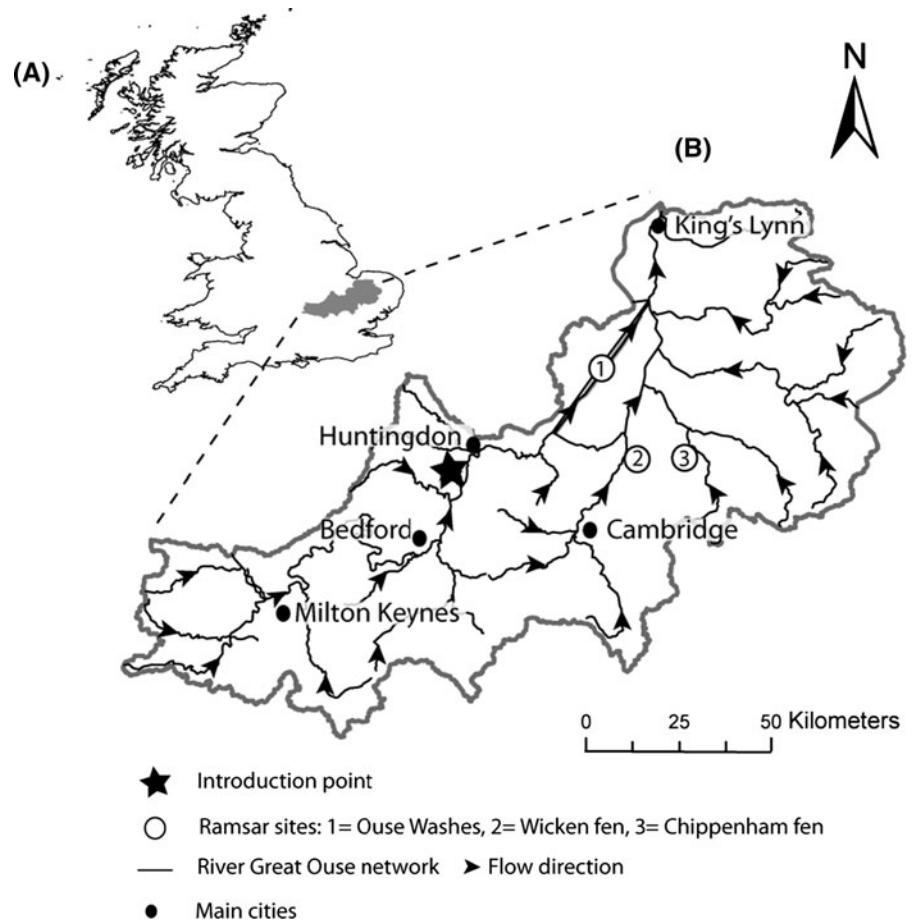 (A)
N
(B)
King's Lynn
1
Huntingdon
2
3
Bedford
Cambridge
Milton Keynes
0 25 50 Kilometers
Introduction point
Ramsar sites: 1= Ouse Washes, 2= Wicken fen, 3= Chippenham fen
River Great Ouse network Flow direction
Main cities